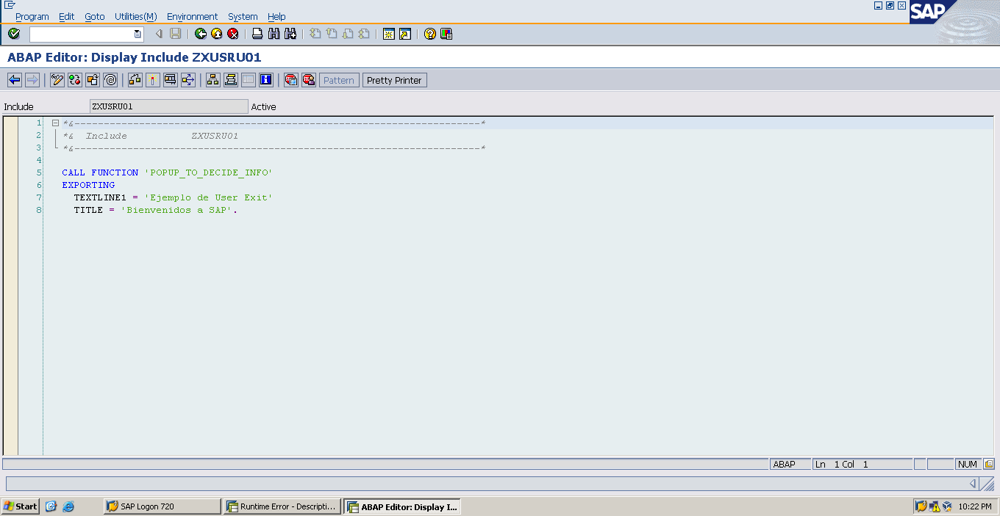 Program Edit Goto Utilities(M) Environment System Help
SAP
ABAP Editor: Display Include ZXUSRU01
Pattern Pretty Printer
Include ZXUSRU01 Active
1 *&---------------------------------------------------------------------*
2 *& Include ZXUSRU01
3 *&---------------------------------------------------------------------*
4
5 CALL FUNCTION 'POPUP_TO_DECIDE_INFO'
6 EXPORTING
7 TEXTLINE1 = 'Ejemplo de User Exit'
8 TITLE = 'Bienvenidos a SAP'.
ABAP Ln 1 Col 1 NUM
Start SAP Logon 720 Runtime Error - Descripti... ABAP Editor: Display I... 10:22 PM